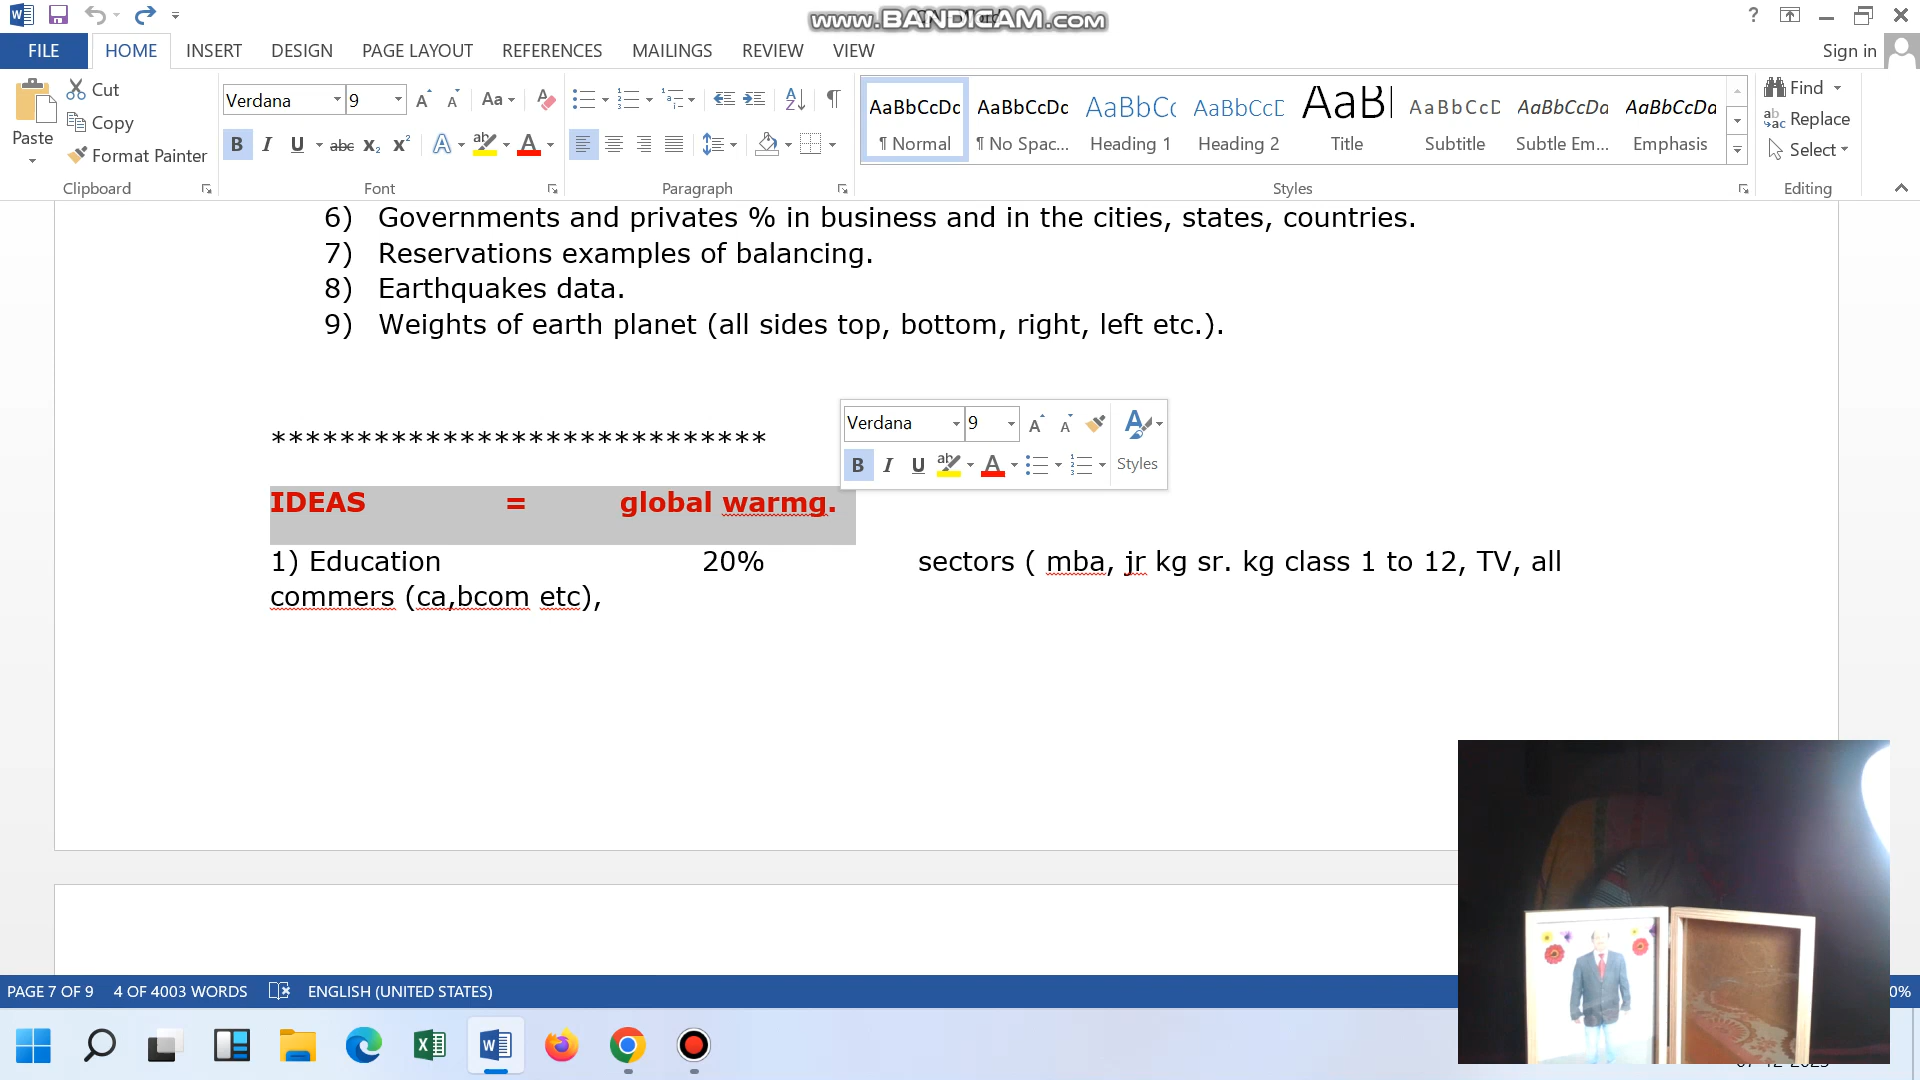 www.BANDICAM.com
FILE HOME INSERT DESIGN PAGE LAYOUT REFERENCES MAILINGS REVIEW VIEW Sign in
Paste
Cut
Copy
Format Painter
Clipboard
Verdana 9
Font
Paragraph
AaBbCcDc AaBbCcDc AaBbC AaBbCcD AaB AaBbCcD AaBbCcDa AaBbCcDa
¶ Normal ¶ No Spac... Heading 1 Heading 2 Title Subtitle Subtle Em... Emphasis
Styles
Find
Replace
Select
Editing
6) Governments and privates % in business and in the cities, states, countries.
7) Reservations examples of balancing.
8) Earthquakes data.
9) Weights of earth planet (all sides top, bottom, right, left etc.).
*****************************
Verdana 9
B I U Styles
IDEAS = global warmg.
1) Education 20% sectors ( mba, jr kg sr. kg class 1 to 12, TV, all
commers (ca,bcom etc),
PAGE 7 OF 9 4 OF 4003 WORDS ENGLISH (UNITED STATES)